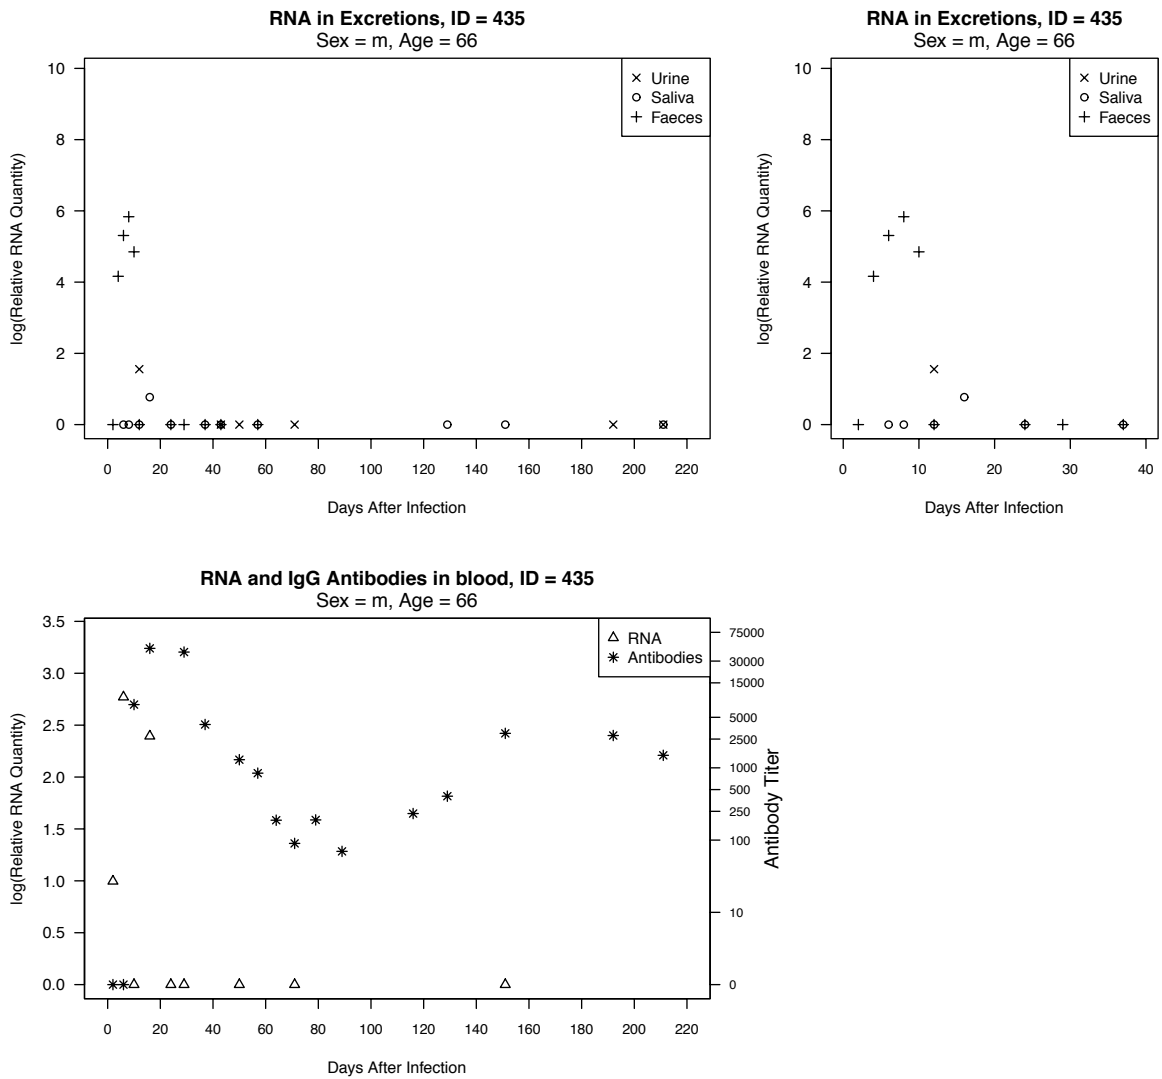 RNA in Excretions, ID = 435
Sex = m, Age = 66
log(Relative RNA Quantity)
10
8
6
4
2
0
Urine
Saliva
Faeces
0 20 40 60 80 100 120 140 160 180 200 220
Days After Infection
RNA in Excretions, ID = 435
Sex = m, Age = 66
log(Relative RNA Quantity)
10
8
6
4
2
0
Urine
Saliva
Faeces
0 10 20 30 40
Days After Infection
RNA and IgG Antibodies in blood, ID = 435
Sex = m, Age = 66
log(Relative RNA Quantity)
3.5
3.0
2.5
2.0
1.5
1.0
0.5
0.0
RNA
Antibodies
75000
30000
15000
5000
2500
1000
500
250
100
10
0
Antibody Titer
0 20 40 60 80 100 120 140 160 180 200 220
Days After Infection